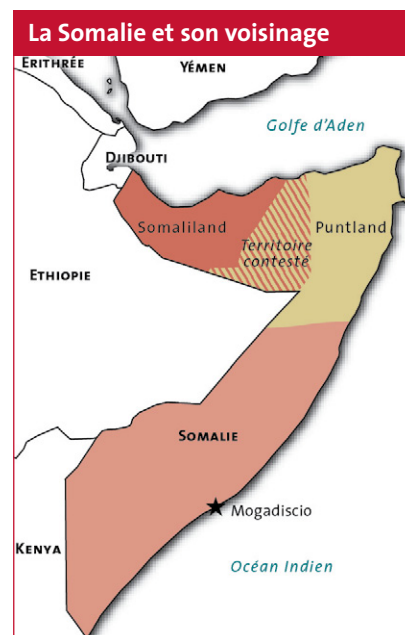 La Somalie et son voisinage
ERITHRÉE
YÉMEN
Golfe d'Aden
DJIBOUTI
Somaliland
Puntland
Territoire
contesté
ETHIOPIE
SOMALIE
Mogadiscio
KENYA
Océan Indien